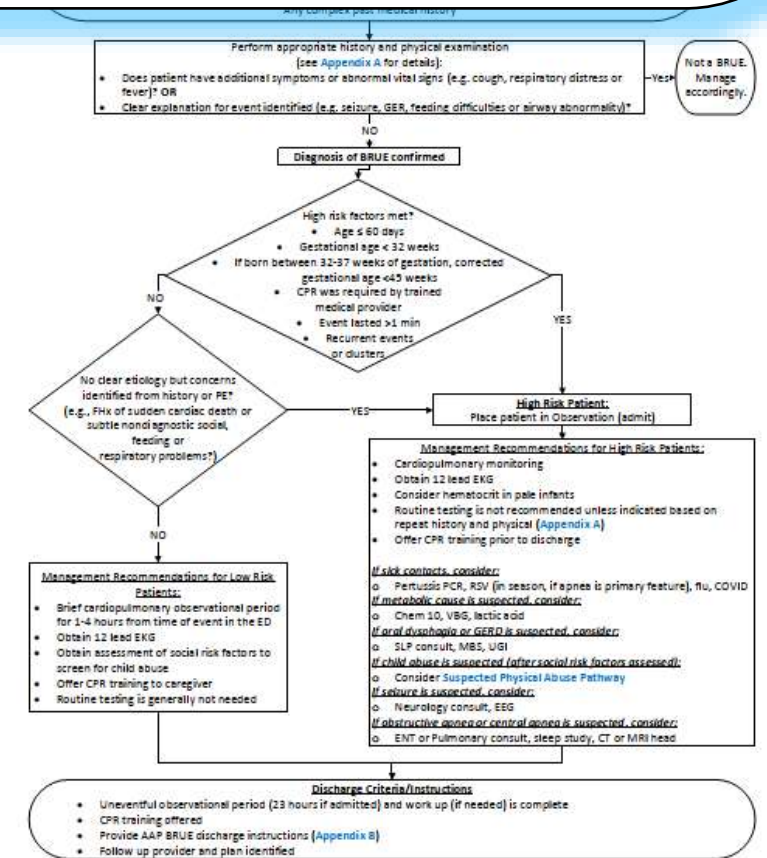 Any complex past medical history
Perform appropriate history and physical examination
(see Appendix A for details):
• Does patient have additional symptoms or abnormal vital signs (e.g. cough, respiratory distress or
fever)? OR
• Clear explanation for event identified (e.g. seizure, GER, feeding difficulties or airway abnormality)?
Yes
Not a BRUE.
Manage
accordingly.
NO
Diagnosis of BRUE confirmed
High risk factors met?
• Age ≤ 60 days
• Gestational age < 32 weeks
• If born between 32-37 weeks of gestation, corrected
gestational age <45 weeks
• CPR was required by trained
medical provider
• Event lasted >1 min
• Recurrent events
or clusters
NO
YES
No clear etiology but concerns
identified from history or PE?
(e.g., FHx of sudden cardiac death or
subtle nondiagnostic social,
feeding or
respiratory problems?)
YES
High Risk Patient:
Place patient in Observation (admit)
NO
Management Recommendations for Low Risk
Patients:
• Brief cardiopulmonary observational period
for 1-4 hours from time of event in the ED
• Obtain 12 lead EKG
• Obtain assessment of social risk factors to
screen for child abuse
• Offer CPR training to caregiver
• Routine testing is generally not needed
Management Recommendations for High Risk Patients:
• Cardiopulmonary monitoring
• Obtain 12 lead EKG
• Consider hematocrit in pale infants
• Routine testing is not recommended unless indicated based on
repeat history and physical (Appendix A)
• Offer CPR training prior to discharge
If sick contacts, consider:
o Pertussis PCR, RSV (in season, if apnea is primary feature), flu, COVID
If metabolic cause is suspected, consider:
o Chem 10, VBG, lactic acid
If oral dysphagia or GERD is suspected, consider:
o SLP consult, MBS, UGI
If child abuse is suspected (after social risk factors assessed):
o Consider Suspected Physical Abuse Pathway
If seizure is suspected, consider:
o Neurology consult, EEG
If obstructive apnea or central apnea is suspected, consider:
o ENT or Pulmonary consult, sleep study, CT or MRI head
Discharge Criteria/Instructions
• Uneventful observational period (23 hours if admitted) and work up (if needed) is complete
• CPR training offered
• Provide AAP BRUE discharge instructions (Appendix B)
• Follow up provider and plan identified